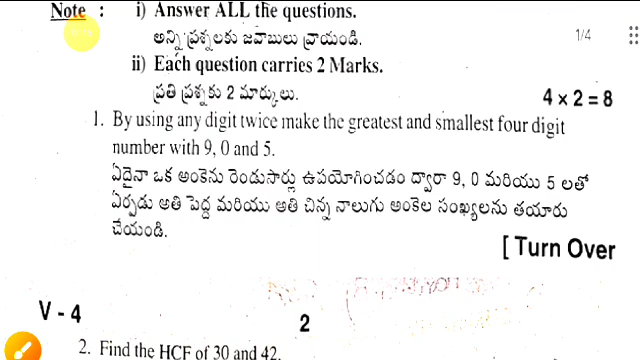 Note : i) Answer ALL the questions.
అన్ని ప్రశ్నలకు జవాబులు వ్రాయండి.
1/4
ii) Each question carries 2 Marks.
ప్రతి ప్రశ్నకు 2 మార్కులు.
4 × 2 = 8
1. By using any digit twice make the greatest and smallest four digit
number with 9, 0 and 5.
ఏదైనా ఒక అంకెను రెండుసార్లు ఉపయోగించడం ద్వారా 9, 0 మరియు 5 లతో
ఏర్పడు అతి పెద్ద మరియు అతి చిన్న నాలుగు అంకెల సంఖ్యలను తయారు
చేయండి.
[ Turn Over
V - 4
2
2. Find the HCF of 30 and 42.